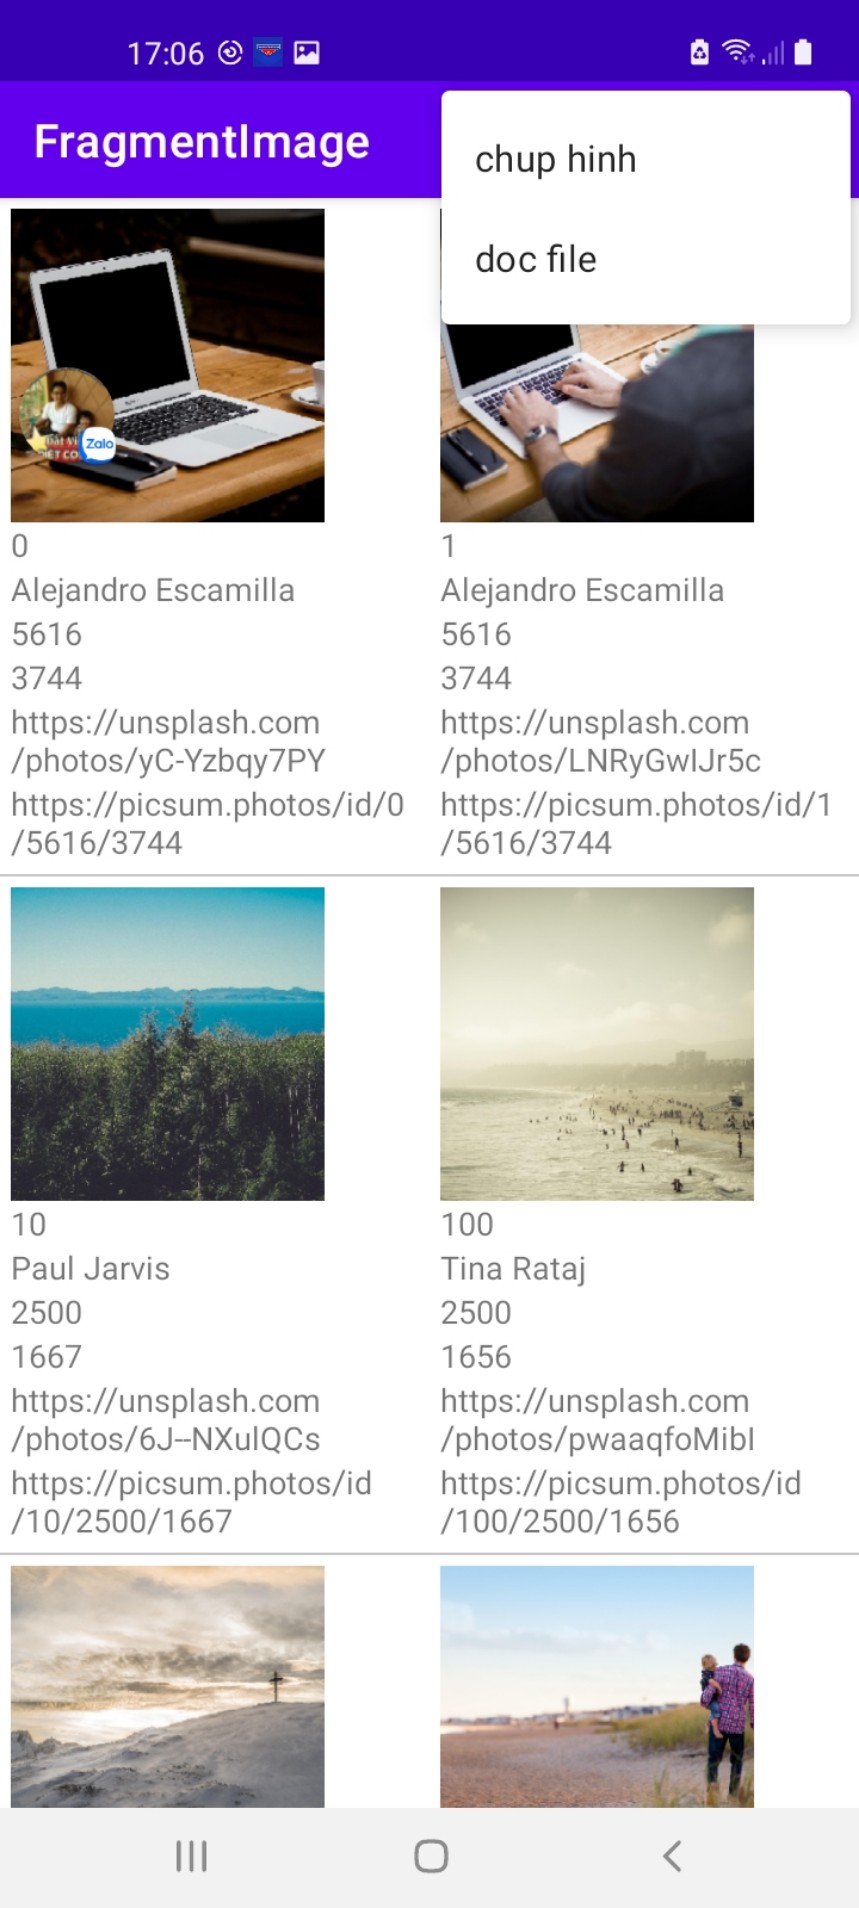 17:06
FragmentImage
chup hinh
doc file
Zalo
0
Alejandro Escamilla
5616
3744
https://unsplash.com
/photos/yC-Yzbqy7PY
https://picsum.photos/id/0
/5616/3744
1
Alejandro Escamilla
5616
3744
https://unsplash.com
/photos/LNRyGwIJr5c
https://picsum.photos/id/1
/5616/3744
10
Paul Jarvis
2500
1667
https://unsplash.com
/photos/6J--NXulQCs
https://picsum.photos/id
/10/2500/1667
100
Tina Rataj
2500
1656
https://unsplash.com
/photos/pwaaqfoMibI
https://picsum.photos/id
/100/2500/1656